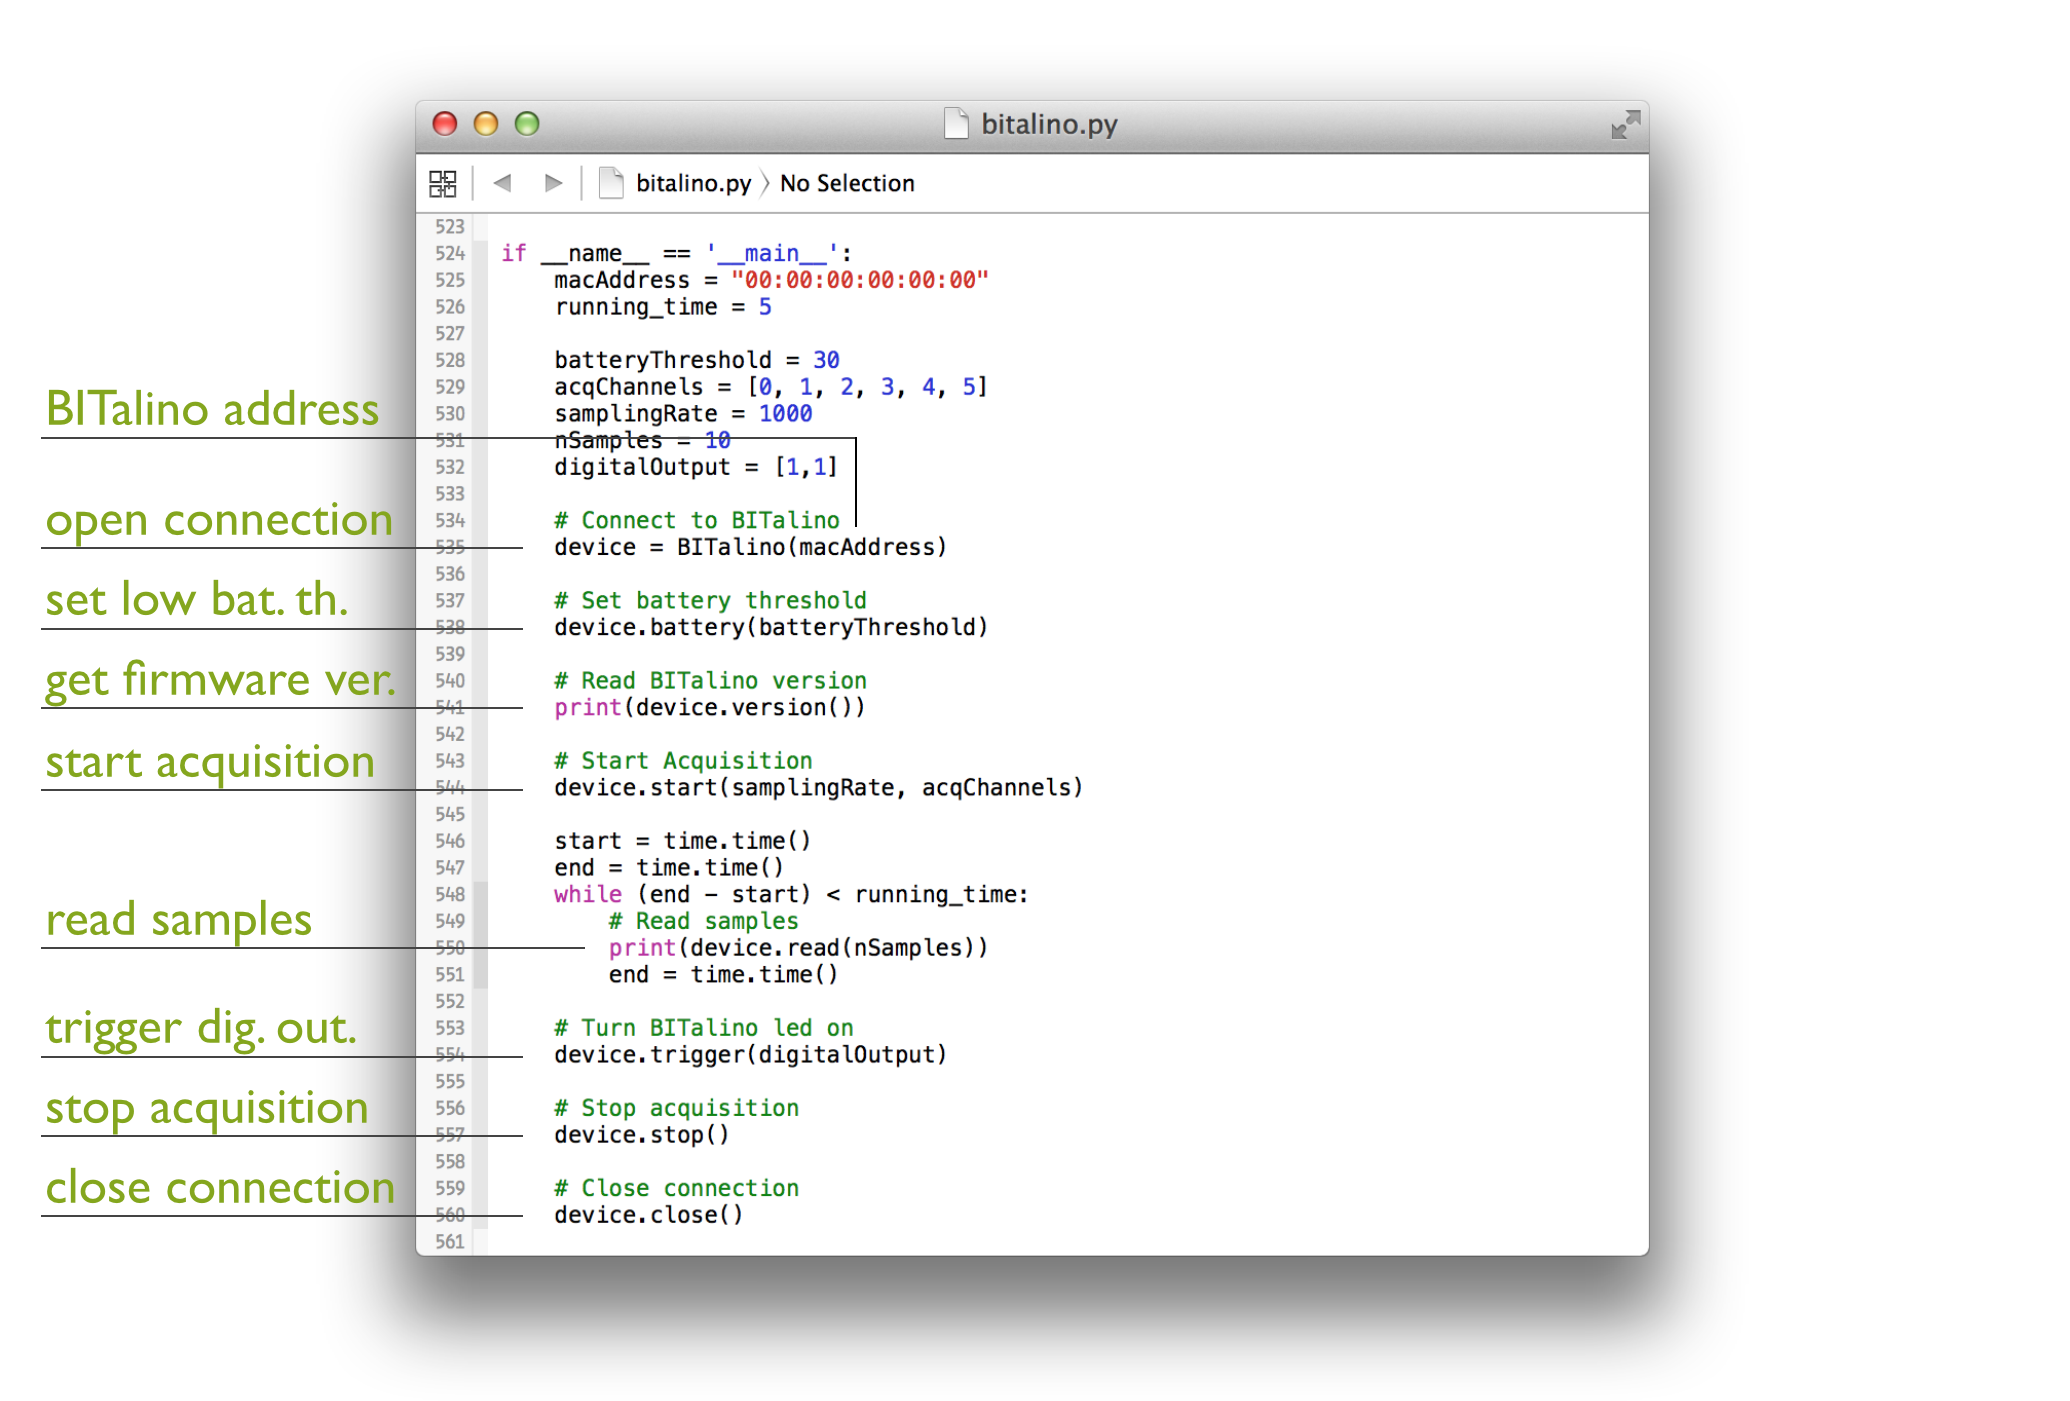 bitalino.py
bitalino.py No Selection
523
524 if __name__ == '__main__':
525 macAddress = "00:00:00:00:00:00"
526 running_time = 5
527
528 batteryThreshold = 30
529 acqChannels = [0, 1, 2, 3, 4, 5]
530 samplingRate = 1000
BITalino address
531 nSamples = 10
532 digitalOutput = [1,1]
533
534 # Connect to BITalino
open connection
535 device = BITalino(macAddress)
536
537 # Set battery threshold
set low bat. th.
538 device.battery(batteryThreshold)
539
540 # Read BITalino version
get firmware ver.
541 print(device.version())
542
543 # Start Acquisition
start acquisition
544 device.start(samplingRate, acqChannels)
545
546 start = time.time()
547 end = time.time()
548 while (end - start) < running_time:
549 # Read samples
read samples
550 print(device.read(nSamples))
551 end = time.time()
552
553 # Turn BITalino led on
trigger dig. out.
554 device.trigger(digitalOutput)
555
556 # Stop acquisition
stop acquisition
557 device.stop()
558
559 # Close connection
close connection
560 device.close()
561